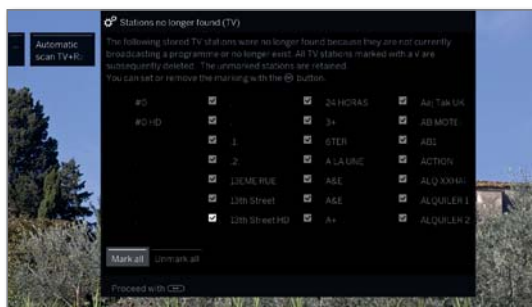 Stations no longer found (TV)
Automatic
scan TV+Ra
The following stored TV stations were no longer found because they are not currently
broadcasting a programme or no longer exist. All TV stations marked with a v are
subsequently deleted. The unmarked stations are retained.
You can set or remove the marking with the OK button.
#0 . 24 HORAS Aaj Tak UK
#0 HD . 3+ AB MOTE
.1. 6TER AB1
.2. A LA UNE ACTION
13EME RUE A&E ALQ-XXHA
13th Street A&E ALQUILER 1
13th Street HD A+ ALQUILER 2
Mark all Unmark all
Proceed with